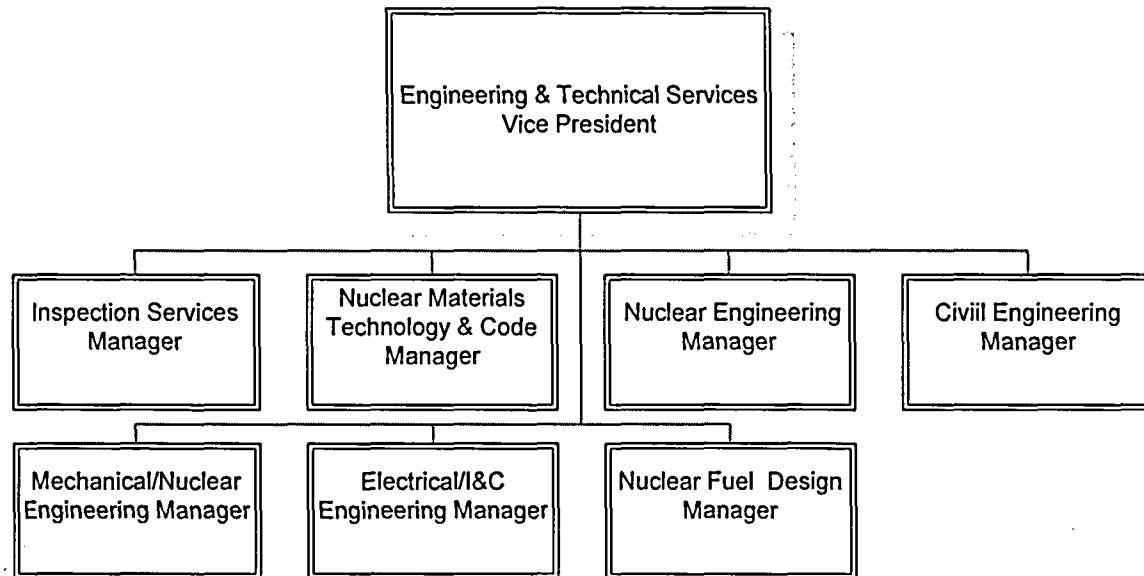 Engineering & Technical Services
Vice President
Inspection Services
Manager
Nuclear Materials
Technology & Code
Manager
Nuclear Engineering
Manager
Civiil Engineering
Manager
Mechanical/Nuclear
Engineering Manager
Electrical/I&C
Engineering Manager
Nuclear Fuel Design
Manager